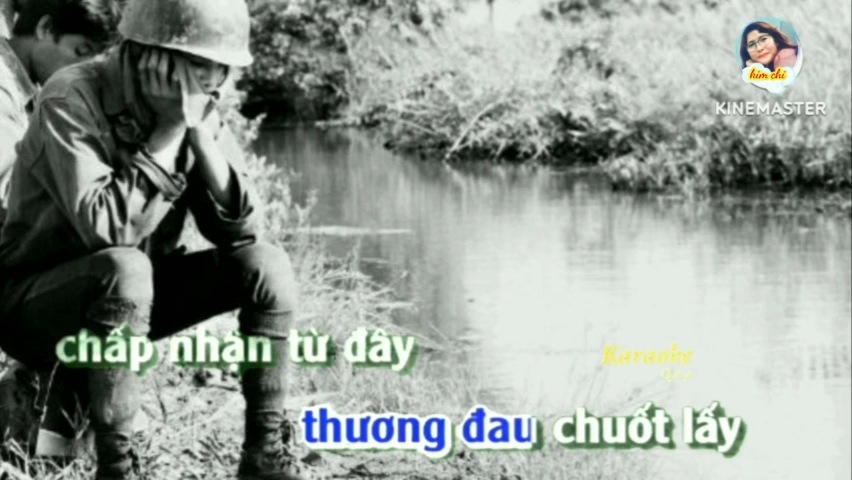 kim chi
KINEMASTER
chấp nhận từ đây
Karaoke
thương đau chuốt lấy